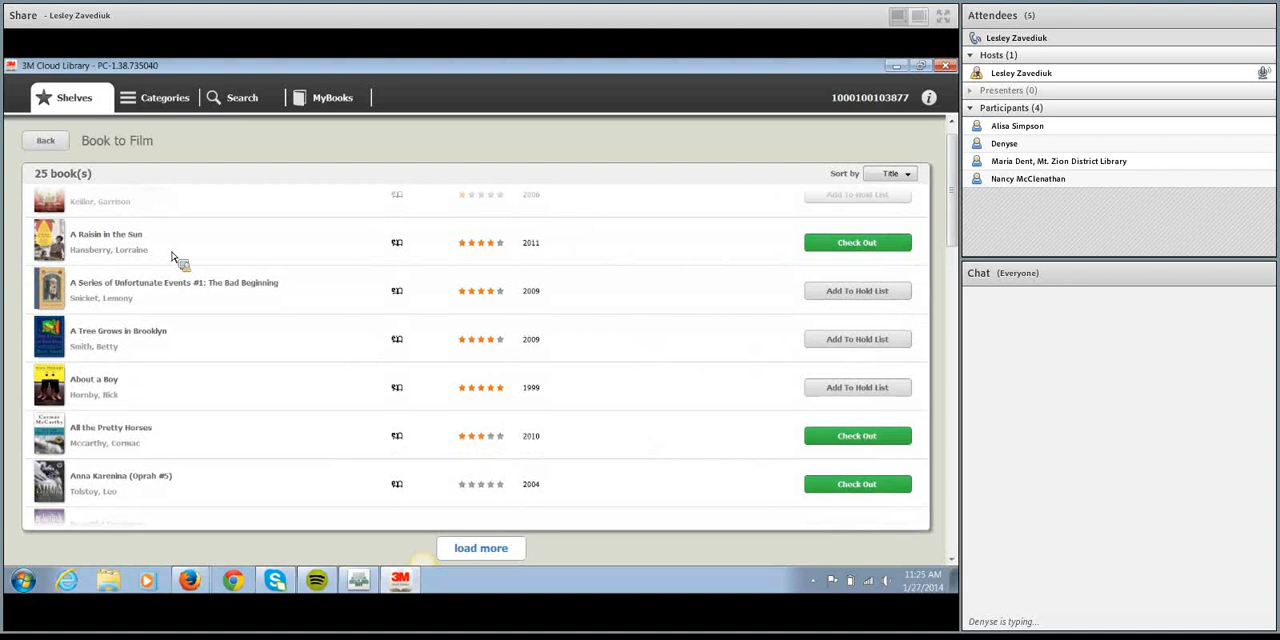 Share - Lesley Zavediuk
3M Cloud Library - PC-1.38.735040
Shelves
Categories
Search
MyBooks
1000100103877
Back
Book to Film
25 book(s)
Sort by
Title
Keillor, Garrison
2006
Add To Hold List
A Raisin in the Sun
Hansberry, Lorraine
2011
Check Out
A Series of Unfortunate Events #1: The Bad Beginning
Snicket, Lemony
2009
Add To Hold List
A Tree Grows in Brooklyn
Smith, Betty
2009
Add To Hold List
About a Boy
Hornby, Nick
1999
Add To Hold List
All the Pretty Horses
Mccarthy, Cormac
2010
Check Out
Anna Karenina (Oprah #5)
Tolstoy, Leo
2004
Check Out
load more
3M
11:25 AM
1/27/2014
Attendees (5)
Lesley Zavediuk
Hosts (1)
Lesley Zavediuk
Presenters (0)
Participants (4)
Alisa Simpson
Denyse
Maria Dent, Mt. Zion District Library
Nancy McClenathan
Chat (Everyone)
Denyse is typing...